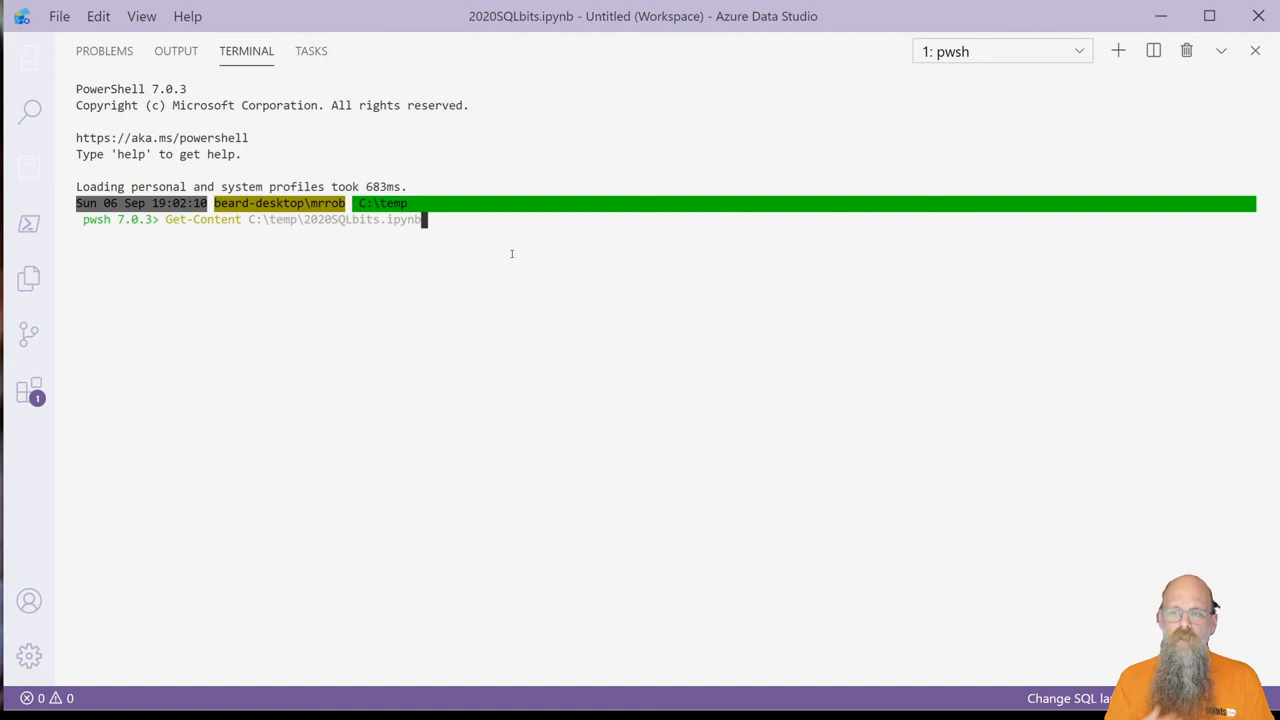 File Edit View Help
2020SQLbits.ipynb - Untitled (Workspace) - Azure Data Studio
PROBLEMS OUTPUT TERMINAL TASKS
1: pwsh
PowerShell 7.0.3
Copyright (c) Microsoft Corporation. All rights reserved.
https://aka.ms/powershell
Type 'help' to get help.
Loading personal and system profiles took 683ms.
Sun 06 Sep 19:02:10 beard-desktop\mrrob C:\temp
pwsh 7.0.3> Get-Content C:\temp\2020SQLbits.ipynb
1
0 0
Change SQL